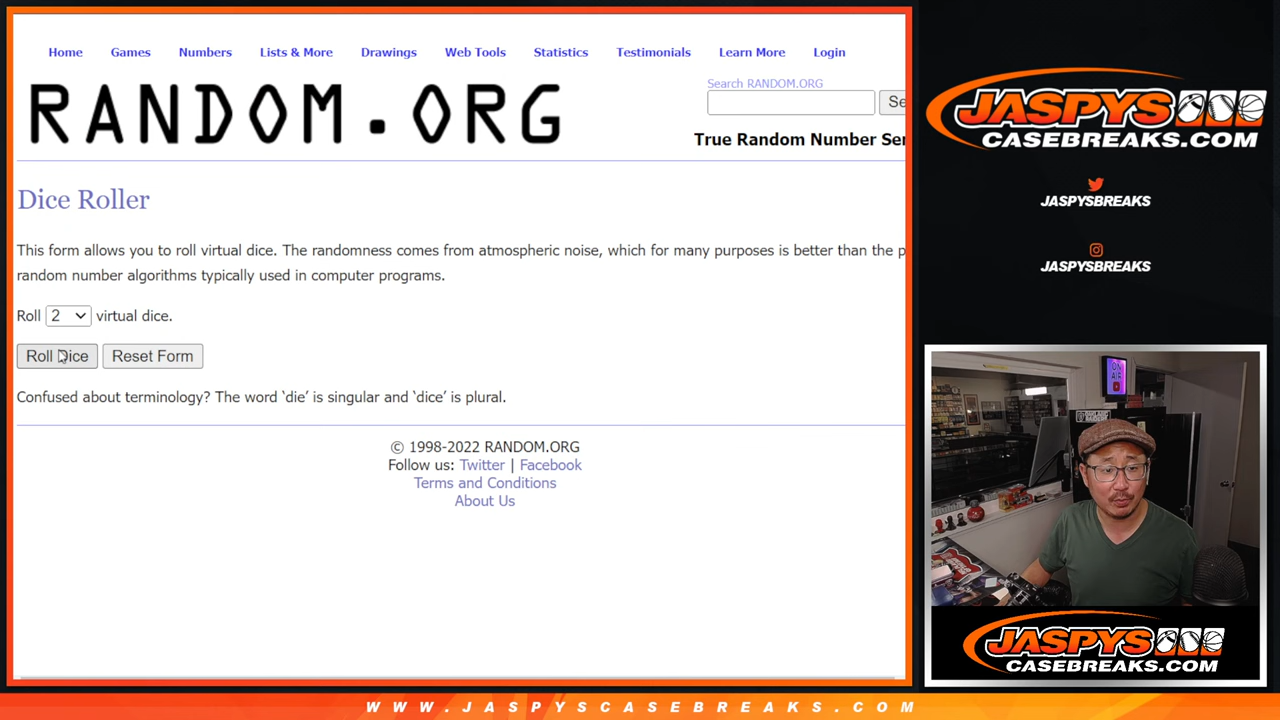 Home Games Numbers Lists & More Drawings Web Tools Statistics Testimonials Learn More Login
RANDOM.ORG
Search RANDOM.ORG
Se
True Random Number Ser
Dice Roller
This form allows you to roll virtual dice. The randomness comes from atmospheric noise, which for many purposes is better than the p
random number algorithms typically used in computer programs.
Roll 2 virtual dice.
Roll Dice Reset Form
Confused about terminology? The word ‘die’ is singular and ‘dice’ is plural.
© 1998-2022 RANDOM.ORG
Follow us: Twitter | Facebook
Terms and Conditions
About Us
JASPYS
CASEBREAKS.COM
JASPYSBREAKS
JASPYSBREAKS
ON
AIR
JASPYS
CASEBREAKS.COM
WWW.JASPYSCASEBREAKS.COM